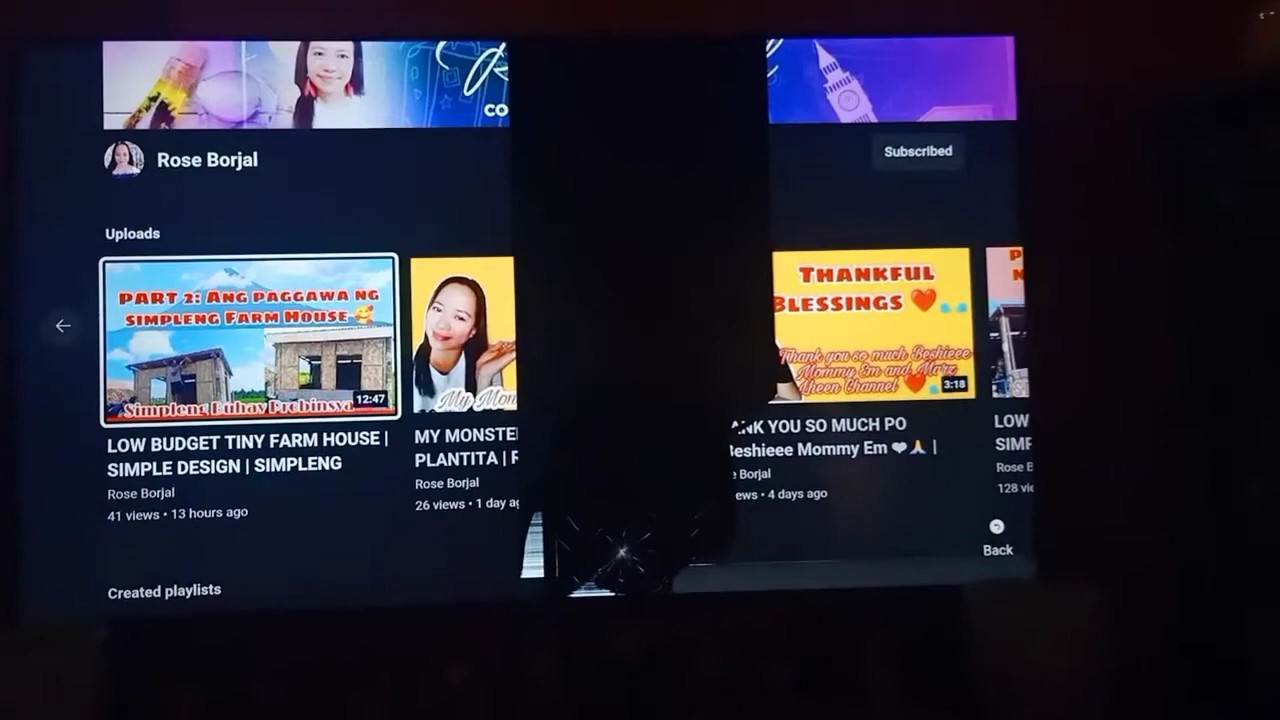 CO
Rose Borjal
Subscribed
Uploads
PART 2: ANG PAGGAWA NG
SIMPLENG FARM HOUSE
Simpleng Buhay Probinsya
12:47
LOW BUDGET TINY FARM HOUSE |
SIMPLE DESIGN | SIMPLENG
Rose Borjal
41 views • 13 hours ago
My Mon
MY MONSTE
PLANTITA |
Rose Borjal
26 views • 1 day ag
THANKFUL
BLESSINGS ❤️
Thank you so much Beshieee
Mommy Em and Marz
Lheen Channel ❤️
3:18
ANK YOU SO MUCH PO
Beshieee Mommy Em ❤🙏 |
e Borjal
ews • 4 days ago
LOW
SIMP
Rose B
128 vie
Back
Created playlists